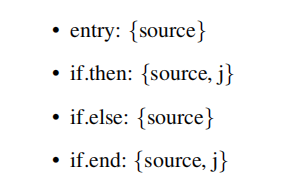 • entry: {source}
• if.then: {source, j}
• if.else: {source}
• if.end: {source, j}